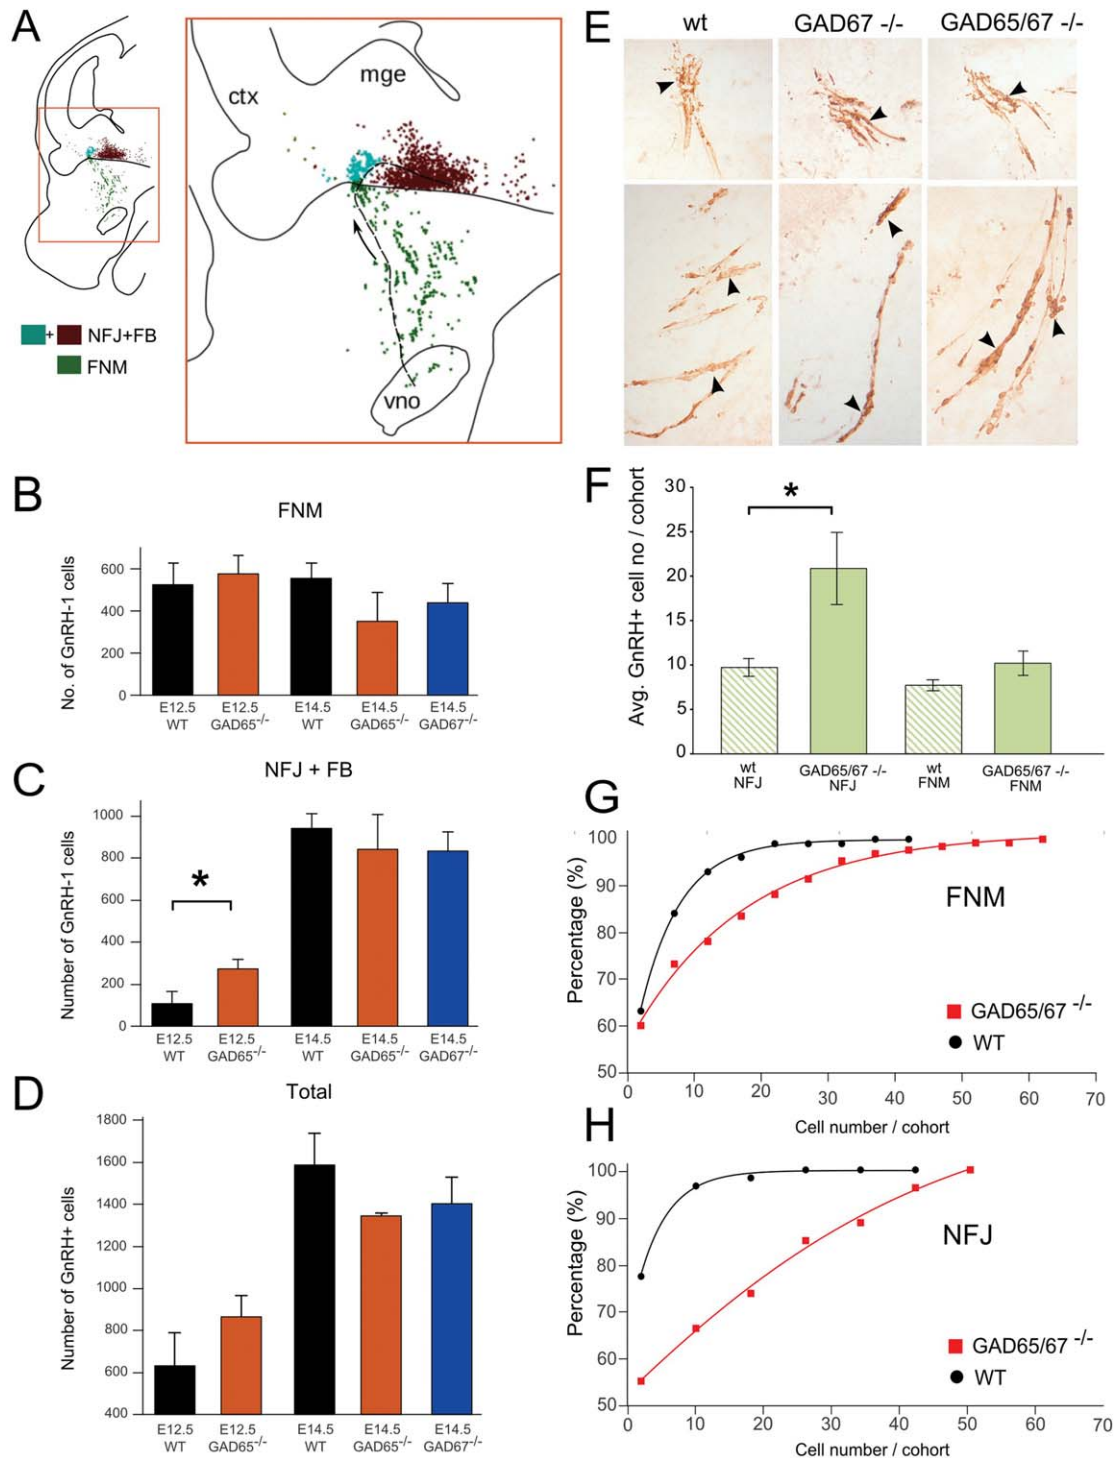 A
ctx
mge
vno
+ NFJ+FB
FNM
B
FNM
No. of GnRH-1 cells
600
400
200
0
E12.5 WT
E12.5 GAD65-/-
E14.5 WT
E14.5 GAD65-/-
E14.5 GAD67-/-
C
NFJ + FB
Number of GnRH-1 cells
1000
800
600
400
200
0
*
E12.5 WT
E12.5 GAD65-/-
E14.5 WT
E14.5 GAD65-/-
E14.5 GAD67-/-
D
Total
Number of GnRH+ cells
1800
1600
1400
1200
1000
800
600
400
E12.5 WT
E12.5 GAD65-/-
E14.5 WT
E14.5 GAD65-/-
E14.5 GAD67-/-
E
wt
GAD67 -/-
GAD65/67 -/-
F
Avg. GnRH+ cell no / cohort
30
25
20
15
10
5
0
*
wt NFJ
GAD65/67 -/- NFJ
wt FNM
GAD65/67 -/- FNM
G
Percentage (%)
100
90
80
70
60
50
FNM
GAD65/67 -/-
WT
0 10 20 30 40 50 60 70
Cell number / cohort
H
Percentage (%)
100
90
80
70
60
50
NFJ
GAD65/67 -/-
WT
0 10 20 30 40 50 60 70
Cell number / cohort